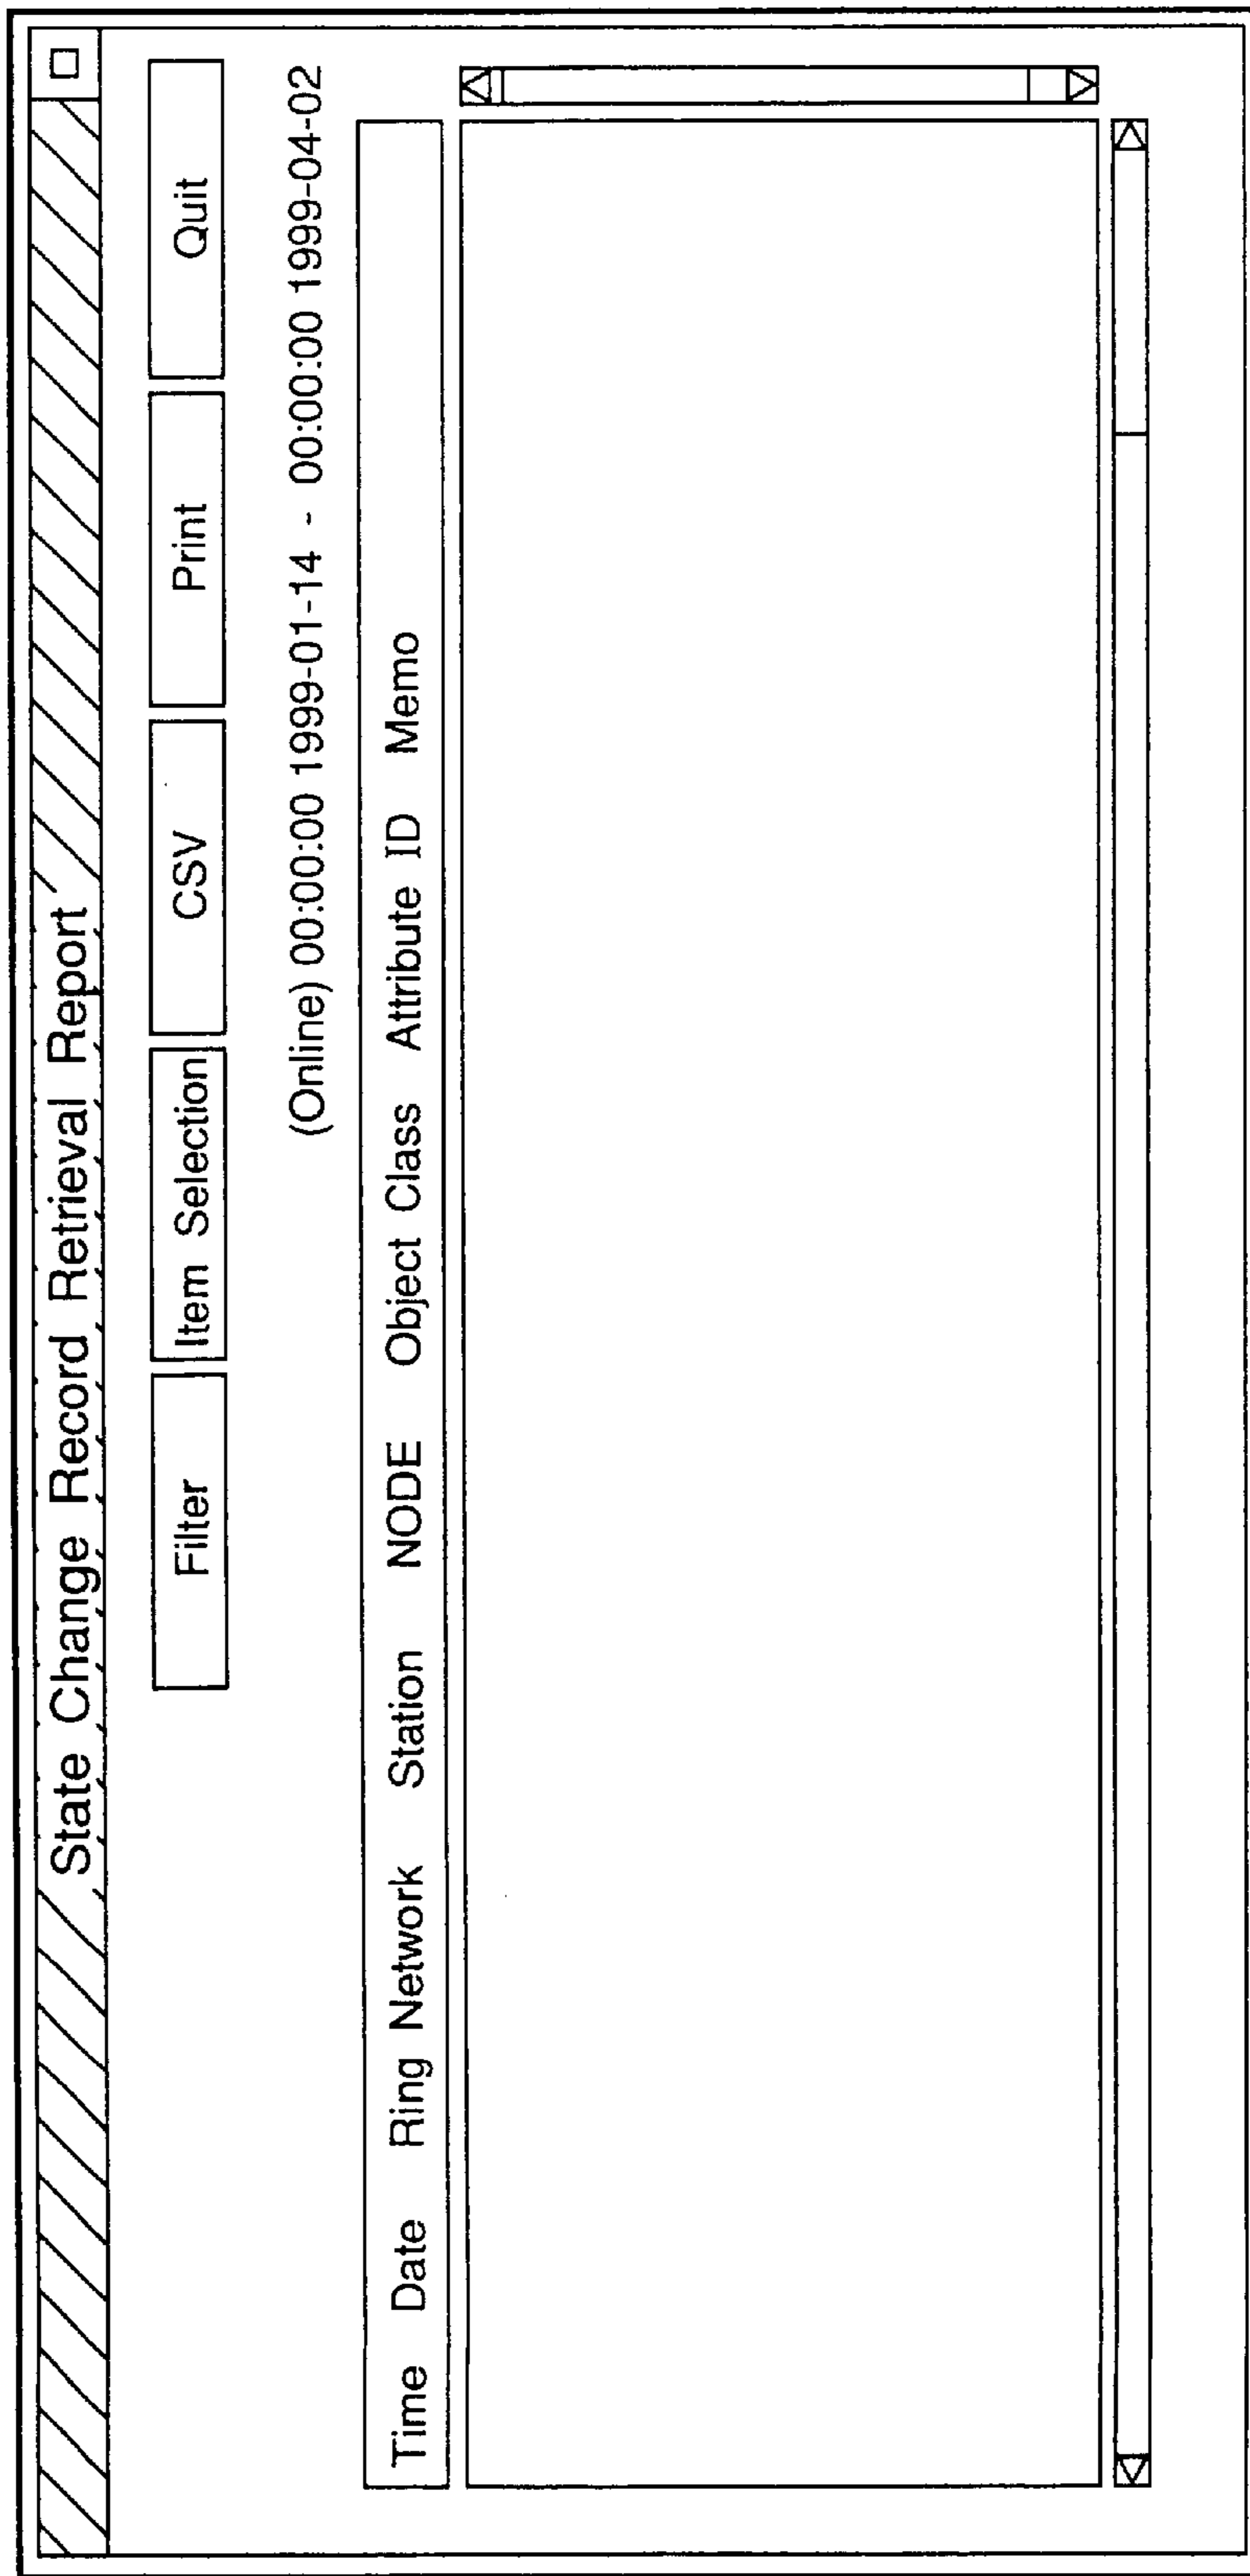 State Change Record Retrieval Report
Filter Item Selection CSV Print Quit
(Online) 00:00:00 1999-01-14 - 00:00:00 1999-04-02
Time Date Ring Network Station NODE Object Class Attribute ID Memo